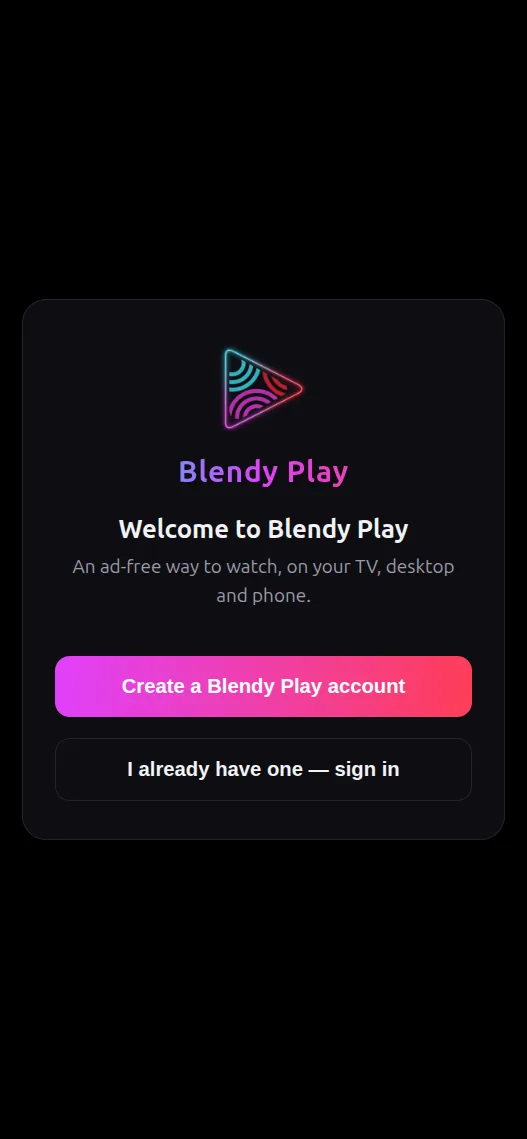 Blendy Play
Welcome to Blendy Play
An ad-free way to watch, on your TV, desktop
and phone.
Create a Blendy Play account
I already have one — sign in